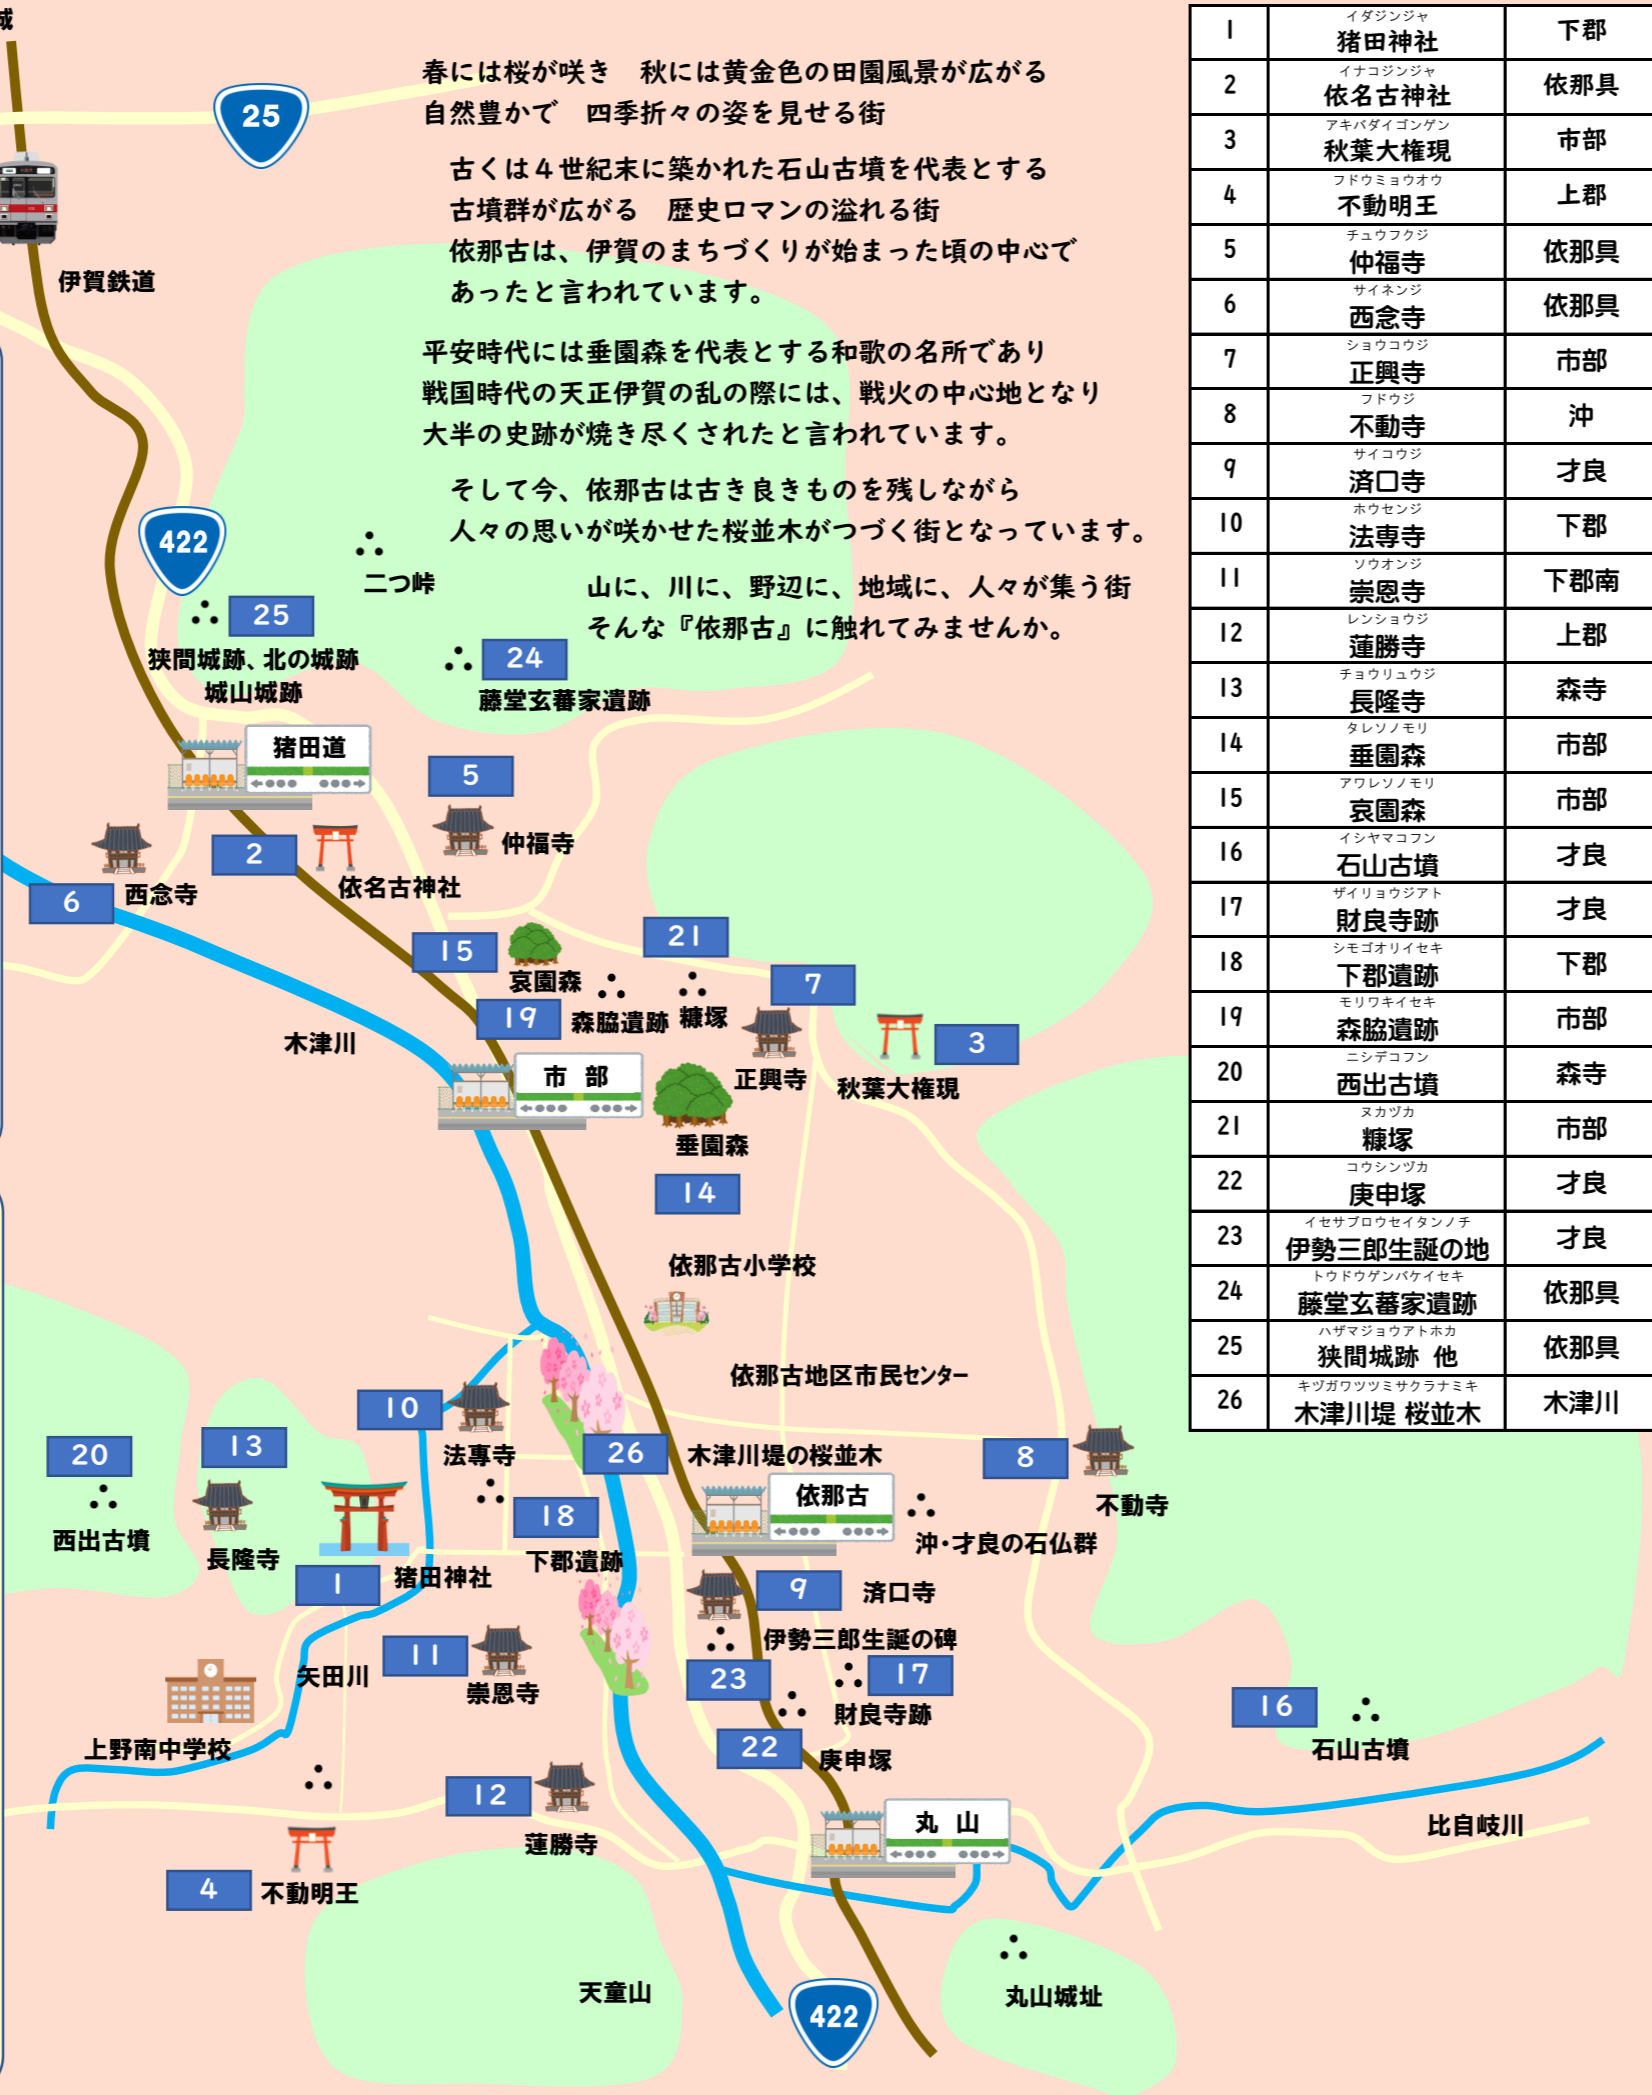 城
25
春には桜が咲き　秋には黄金色の田園風景が広がる
自然豊かで　四季折々の姿を見せる街
古くは４世紀末に築かれた石山古墳を代表とする
古墳群が広がる　歴史ロマンの溢れる街
依那古は、伊賀のまちづくりが始まった頃の中心で
あったと言われています。
平安時代には垂園森を代表とする和歌の名所であり
戦国時代の天正伊賀の乱の際には、戦火の中心地となり
大半の史跡が焼き尽くされたと言われています。
そして今、依那古は古き良きものを残しながら
人々の思いが咲かせた桜並木がつづく街となっています。
山に、川に、野辺に、地域に、人々が集う街
そんな『依那古』に触れてみませんか。
伊賀鉄道
422
二つ峠
25
狭間城跡、北の城跡
城山城跡
24
藤堂玄蕃家遺跡
猪田道
5
仲福寺
2
依名古神社
西念寺
6
15
哀園森
21
糠塚
森脇遺跡
19
7
正興寺
3
秋葉大権現
木津川
市 部
垂園森
14
依那古小学校
依那古地区市民センター
10
法専寺
26
木津川堤の桜並木
8
不動寺
20
西出古墳
13
長隆寺
1
猪田神社
18
下郡遺跡
依那古
沖・才良の石仏群
9
済口寺
伊勢三郎生誕の碑
23
17
財良寺跡
22
庚申塚
11
崇恩寺
矢田川
上野南中学校
16
石山古墳
12
蓮勝寺
丸 山
比自岐川
4
不動明王
天童山
422
丸山城址
1 イダジンジャ 猪田神社 下郡
2 イナコジンジャ 依名古神社 依那具
3 アキバダイゴンゲン 秋葉大権現 市部
4 フドウミョウオウ 不動明王 上郡
5 チュウフクジ 仲福寺 依那具
6 サイネンジ 西念寺 依那具
7 ショウコウジ 正興寺 市部
8 フドウジ 不動寺 沖
9 サイコウジ 済口寺 才良
10 ホウセンジ 法専寺 下郡
11 ソウオンジ 崇恩寺 下郡南
12 レンショウジ 蓮勝寺 上郡
13 チョウリュウジ 長隆寺 森寺
14 タレソノモリ 垂園森 市部
15 アワレソノモリ 哀園森 市部
16 イシヤマコフン 石山古墳 才良
17 ザイリョウジアト 財良寺跡 才良
18 シモゴオリイセキ 下郡遺跡 下郡
19 モリワキイセキ 森脇遺跡 市部
20 ニシデコフン 西出古墳 森寺
21 ヌカヅカ 糠塚 市部
22 コウシンヅカ 庚申塚 才良
23 イセサブロウセイタンノチ 伊勢三郎生誕の地 才良
24 トウドウゲンバケイセキ 藤堂玄蕃家遺跡 依那具
25 ハザマジョウアトホカ 狭間城跡 他 依那具
26 キヅガワツツミサクラナミキ 木津川堤 桜並木 木津川